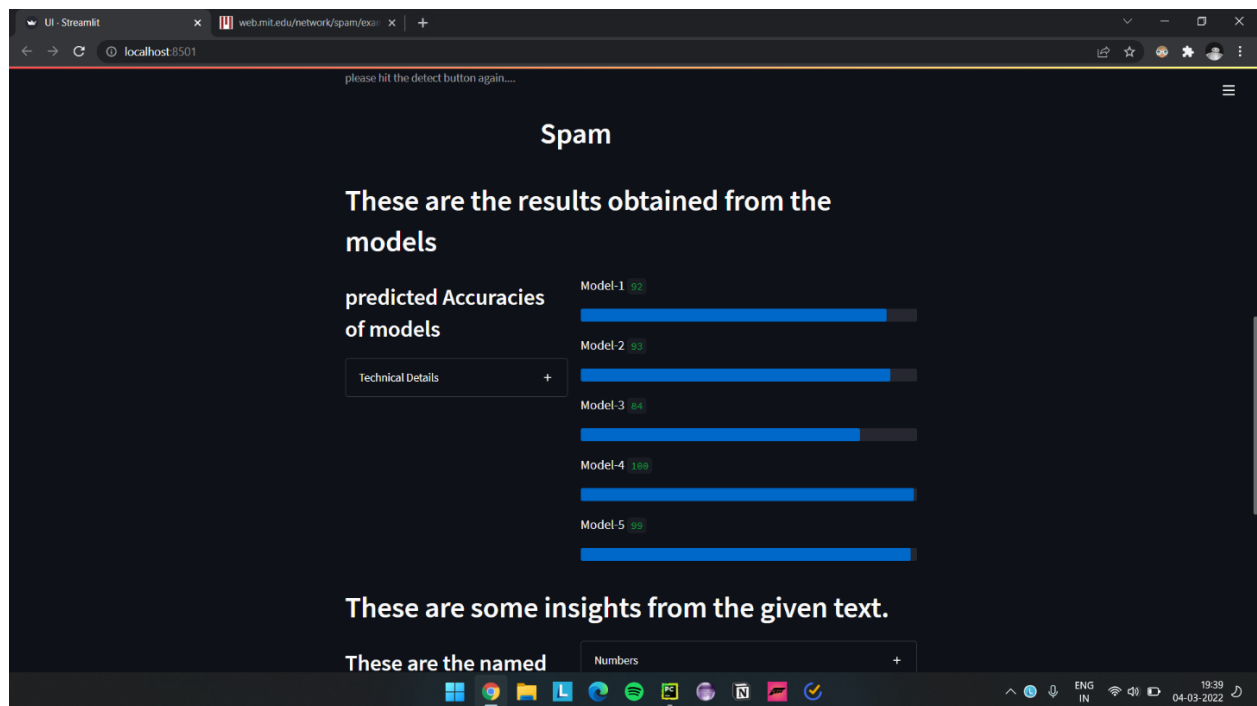 UI · Streamlit
web.mit.edu/network/spam/exar
localhost:8501
please hit the detect button again....
Spam
These are the results obtained from the
models
predicted Accuracies
of models
Technical Details
Model-1 92
Model-2 93
Model-3 84
Model-4 100
Model-5 99
These are some insights from the given text.
These are the named
Numbers
ENG
IN
19:39
04-03-2022